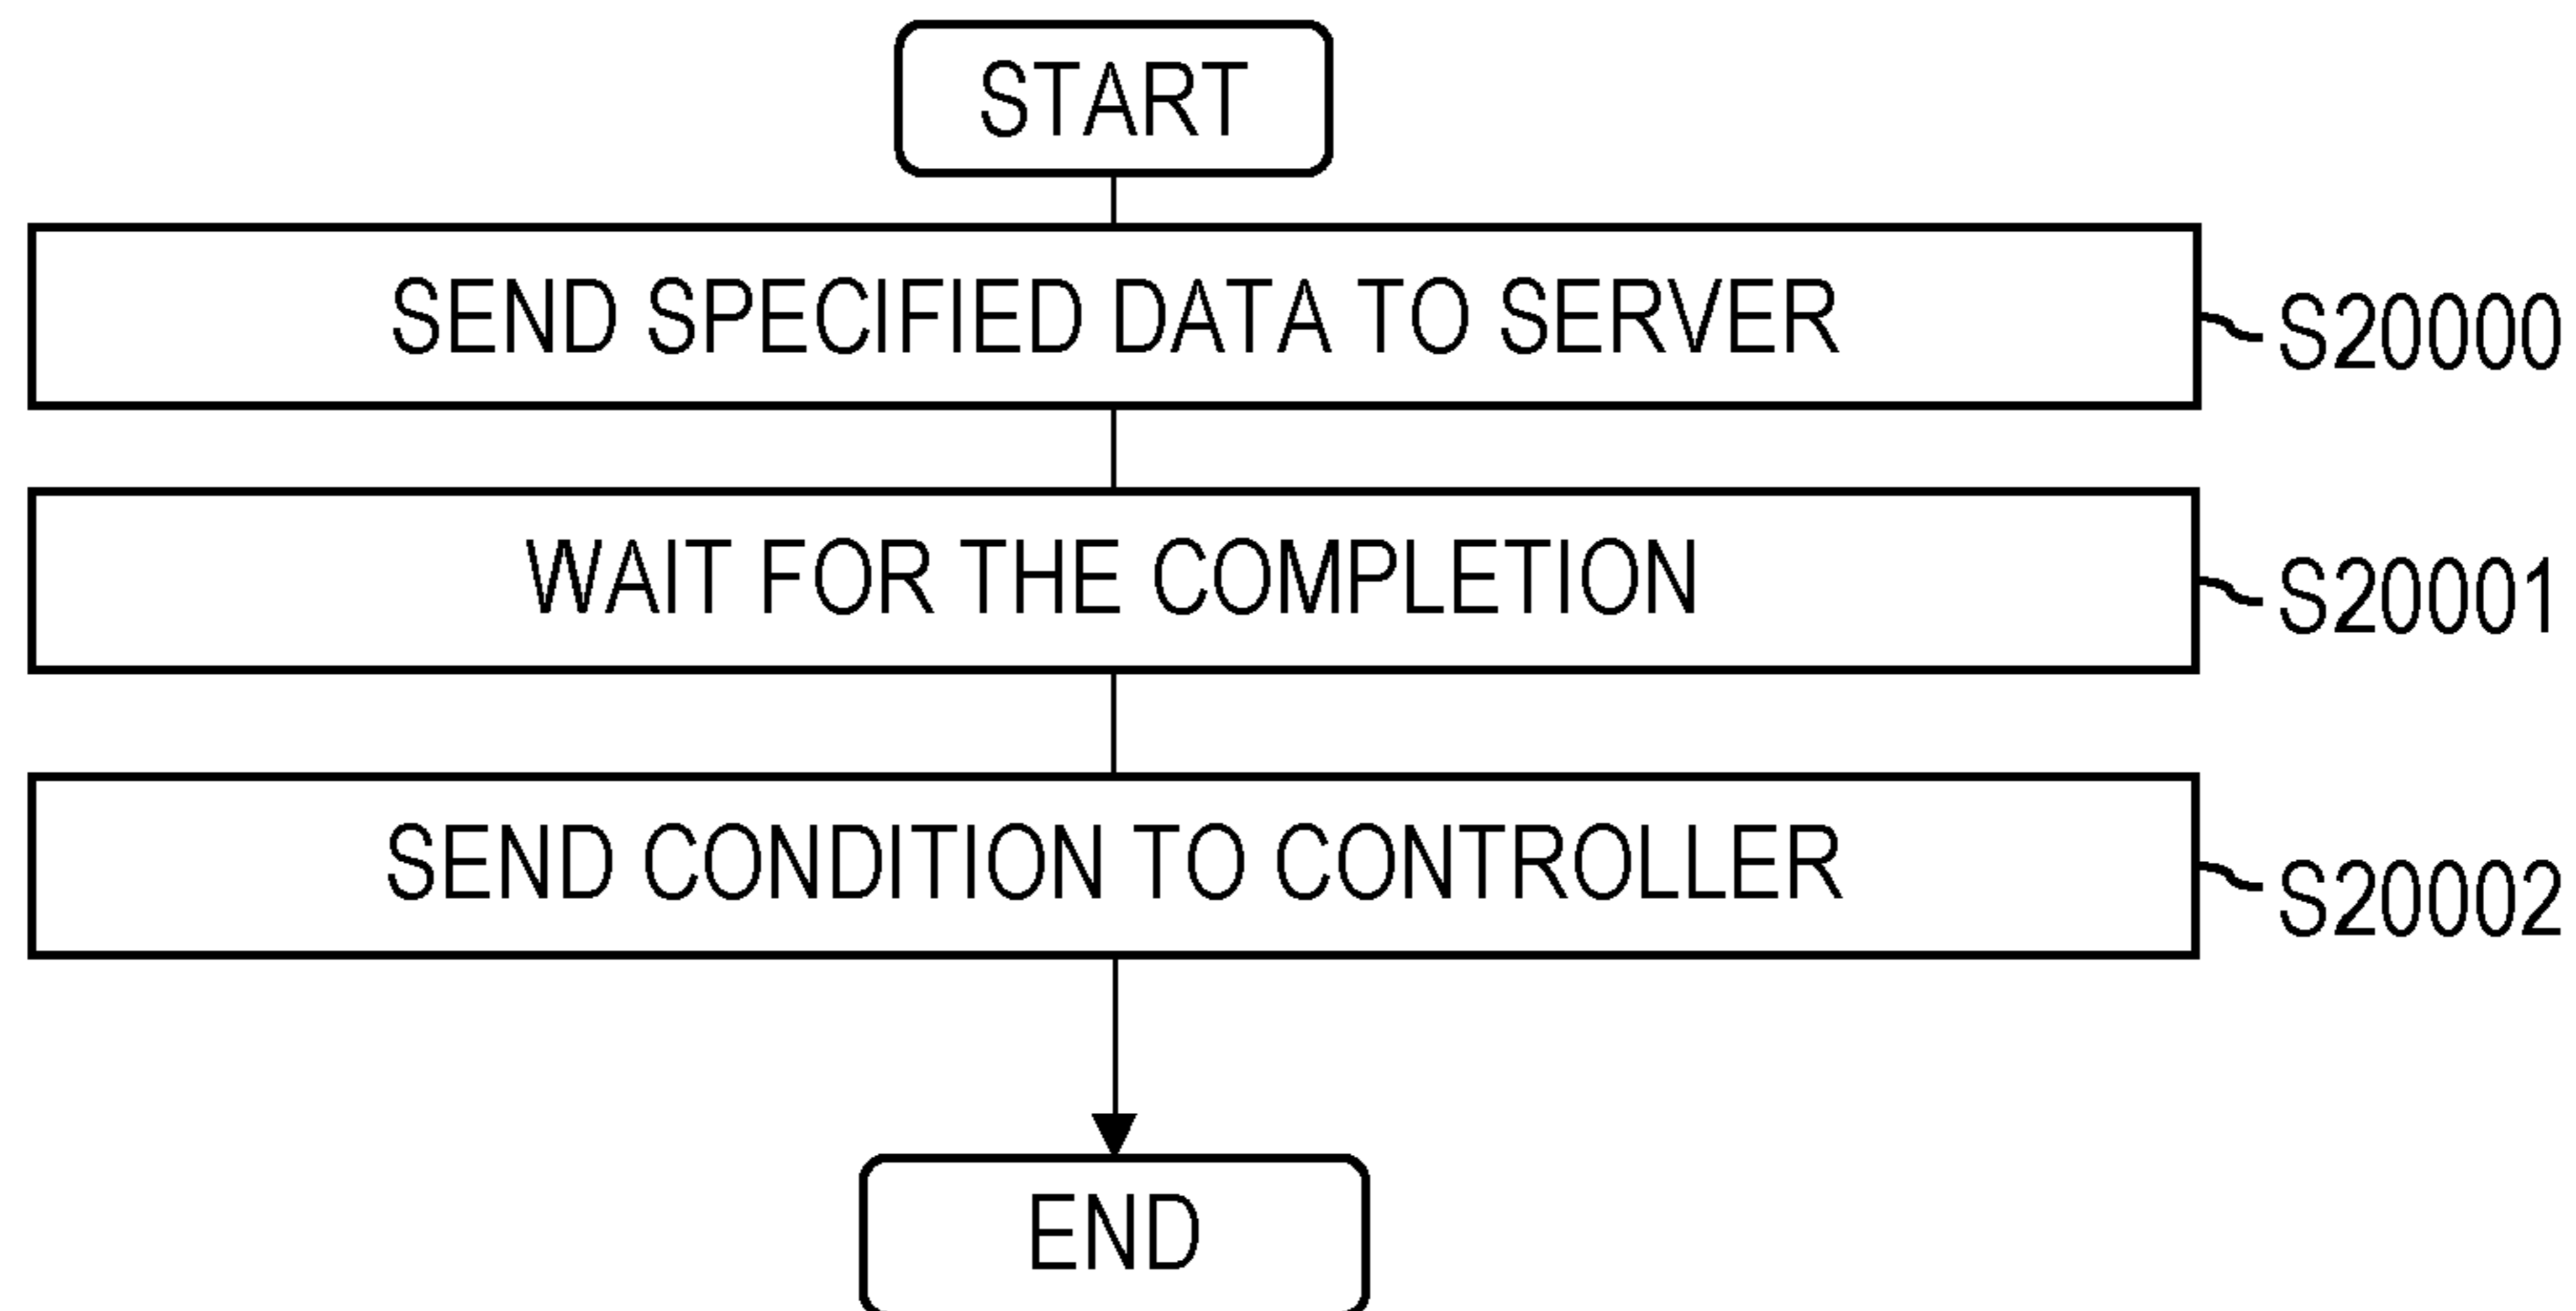 START
SEND SPECIFIED DATA TO SERVER
S20000
WAIT FOR THE COMPLETION
S20001
SEND CONDITION TO CONTROLLER
S20002
END